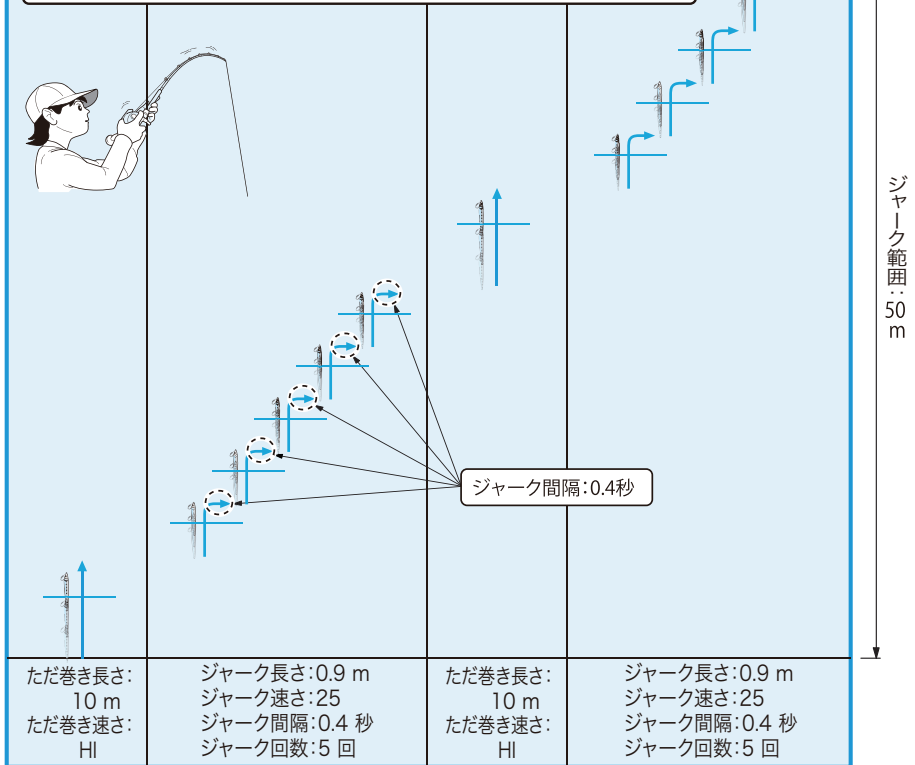 ジャーク範囲：50 m
ジャーク間隔：0.4秒
ただ巻き長さ：
10 m
ただ巻き速さ：
HI
ジャーク長さ：0.9 m
ジャーク速さ：25
ジャーク間隔：0.4 秒
ジャーク回数：5 回
ただ巻き長さ：
10 m
ただ巻き速さ：
HI
ジャーク長さ：0.9 m
ジャーク速さ：25
ジャーク間隔：0.4 秒
ジャーク回数：5 回